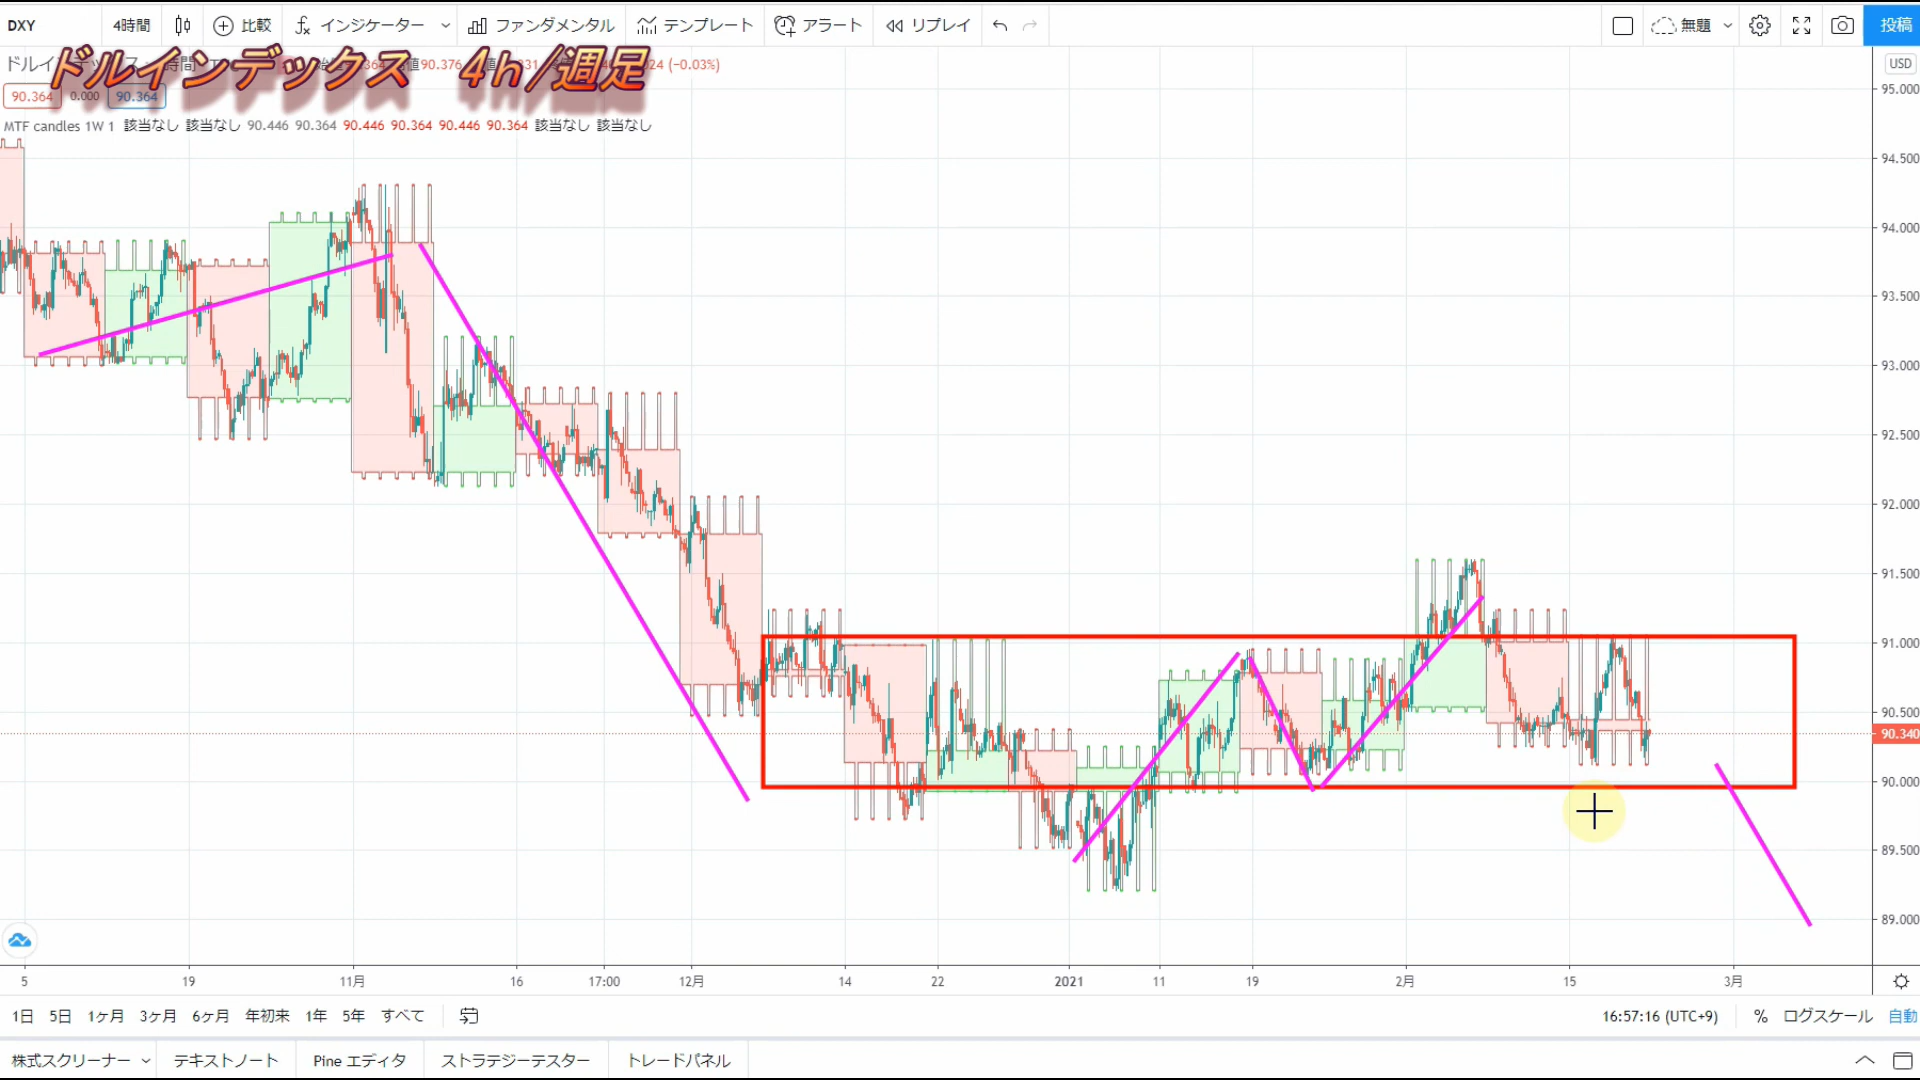 DXY 4時間 比較 インジケーター ファンダメンタル テンプレート アラート リプレイ 無題 投稿
ドルインデックス 4h/週足
90.376 (−0.03%) USD
90.364 0.000 90.364
MTF candles 1W 1 該当なし 該当なし 90.446 90.364 90.446 90.364 90.446 90.364 該当なし 該当なし
95.000
94.500
94.000
93.500
93.000
92.500
92.000
91.500
91.000
90.500
90.340
90.000
89.500
89.000
5 19 11月 16 17:00 12月 14 22 2021 11 19 2月 15 3月
1日 5日 1ヶ月 3ヶ月 6ヶ月 年初来 1年 5年 すべて 16:57:16 (UTC+9) % ログスケール 自動
株式スクリーナー テキストノート Pine エディタ ストラテジーテスター トレードパネル